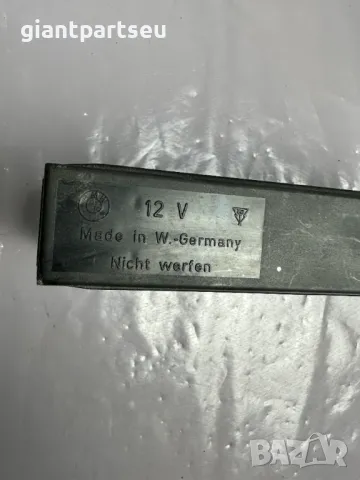 giantpartseu
12 V
Made in W.-Germany
Nicht werfen
BAZAR